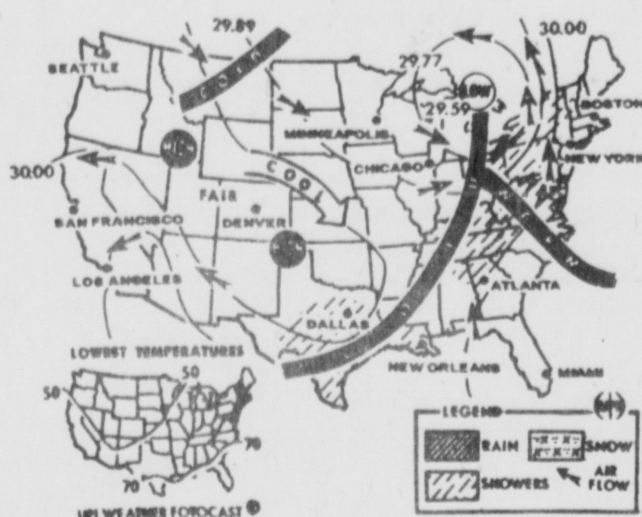 29.89
30.00
SEATTLE
COLD
29.77
LOW
29.59
BOSTON
MINNEAPOLIS
NEW YORK
CHICAGO
30.00
COOL
FAIR
SAN FRANCISCO
DENVER
LOS ANGELES
ATLANTA
DALLAS
LOWEST TEMPERATURES
NEW ORLEANS
MIAMI
50
50
70
70
LEGEND
RAIN
SNOW
SHOWERS
AIR
FLOW
UPI WEATHER FOTOCAST